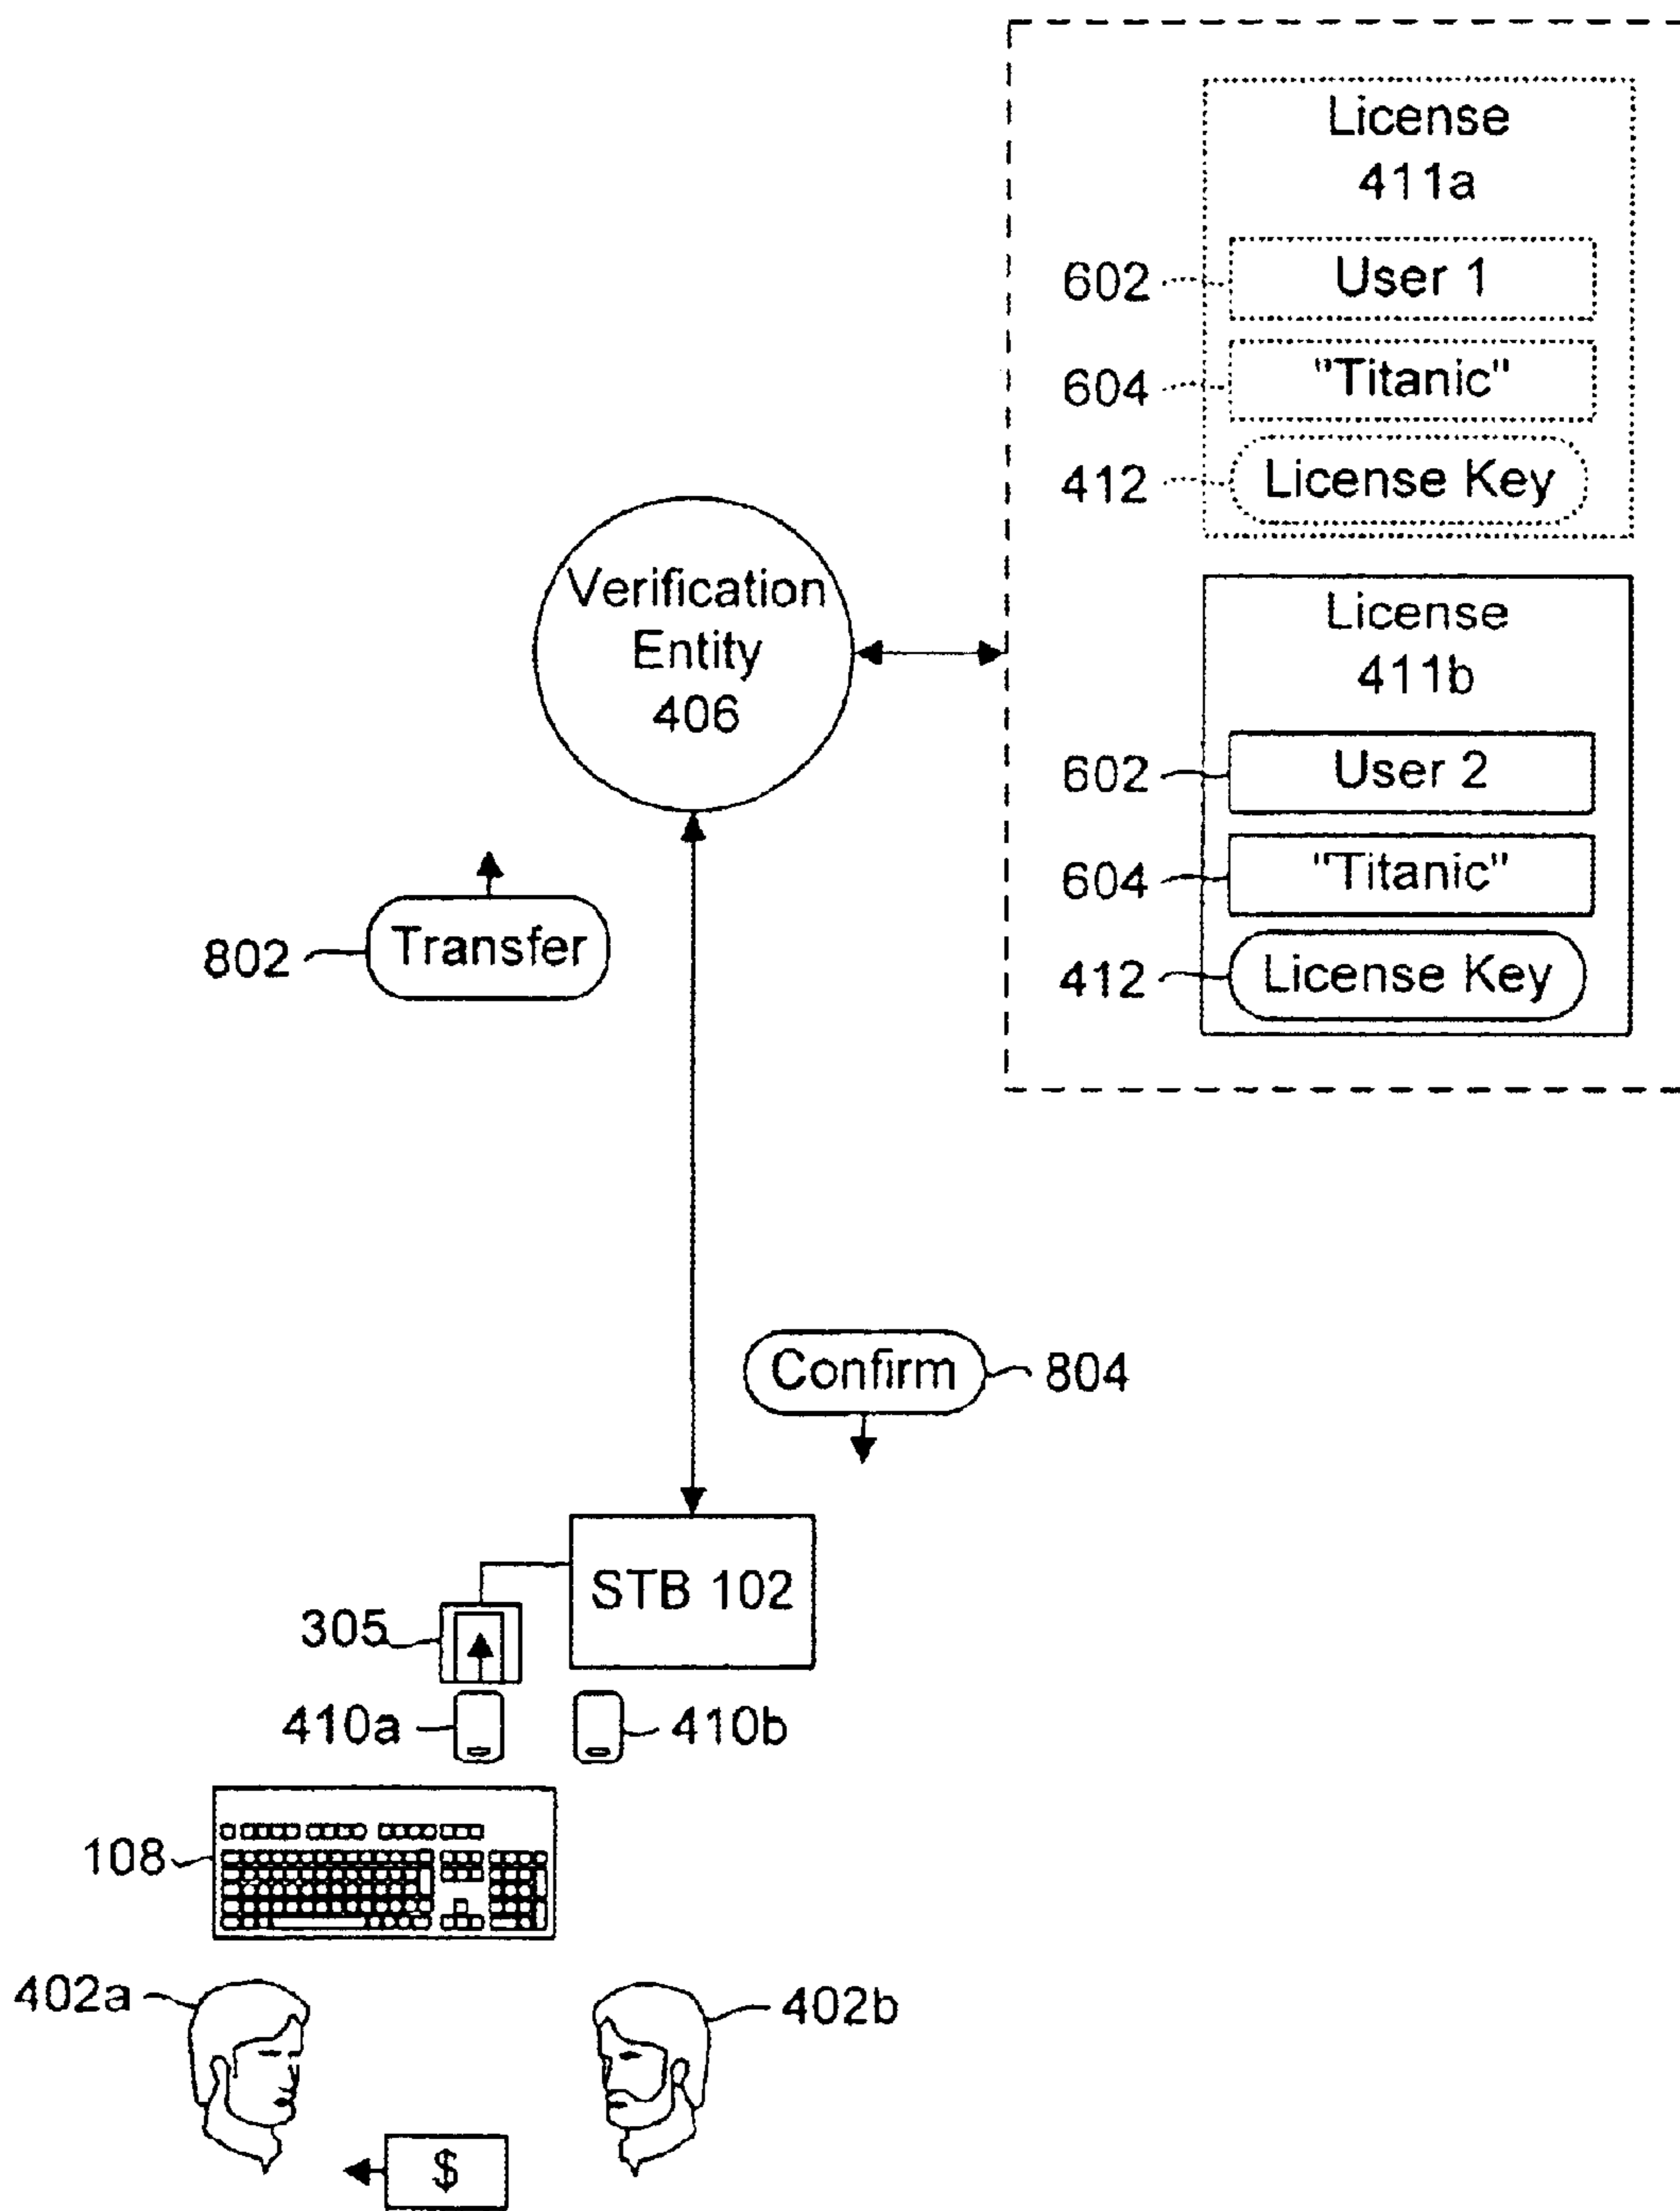 License
411a
602
User 1
604
"Titanic"
412
License Key
Verification
Entity
406
License
411b
602
User 2
604
"Titanic"
412
License Key
802
Transfer
Confirm
804
STB 102
305
410a
410b
108
402a
402b
$